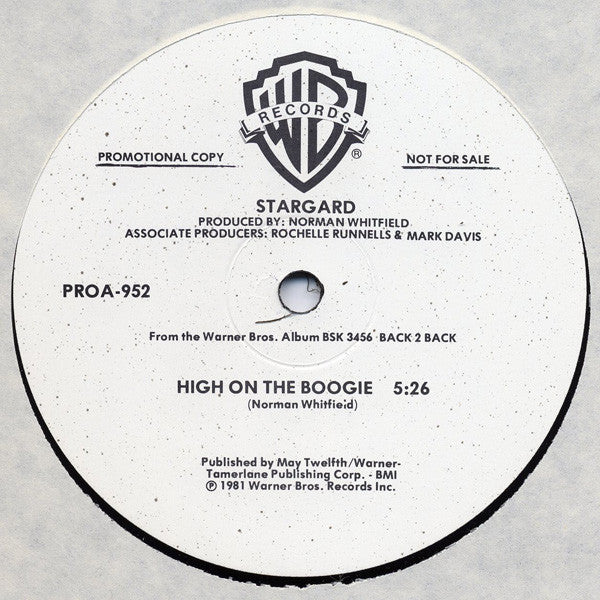 WB
RECORDS
®
PROMOTIONAL COPY
NOT FOR SALE
STARGARD
PRODUCED BY: NORMAN WHITFIELD
ASSOCIATE PRODUCERS: ROCHELLE RUNNELLS & MARK DAVIS
PROA-952
From the Warner Bros. Album BSK 3456 BACK 2 BACK
HIGH ON THE BOOGIE 5:26
(Norman Whitfield)
Published by May Twelfth/Warner-
Tamerlane Publishing Corp. - BMI
℗ 1981 Warner Bros. Records Inc.